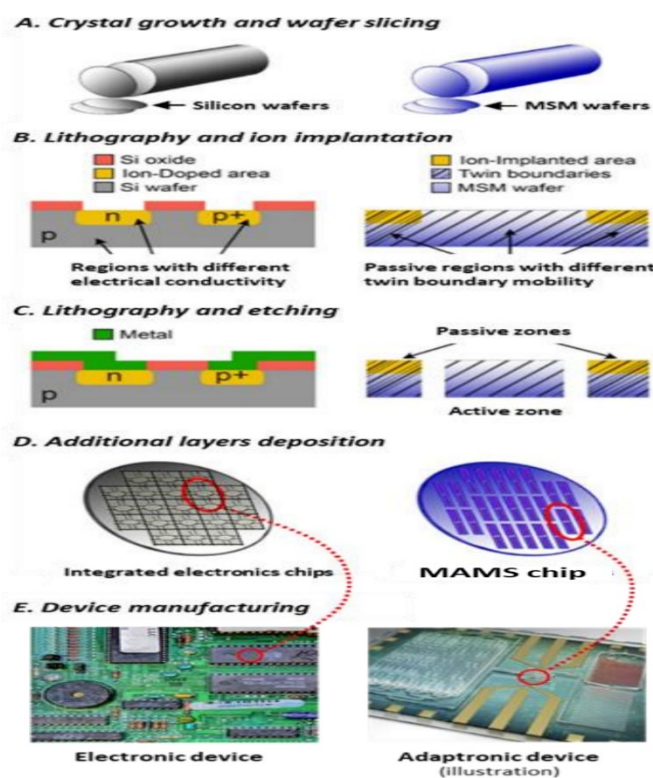 A. Crystal growth and wafer slicing
Silicon wafers
MSM wafers
B. Lithography and ion implantation
Si oxide
Ion-Doped area
Si wafer
Ion-Implanted area
Twin boundaries
MSM wafer
n
p+
p
Regions with different
electrical conductivity
Passive regions with different
twin boundary mobility
C. Lithography and etching
Metal
Passive zones
n
p+
p
Active zone
D. Additional layers deposition
Integrated electronics chips
MAMS chip
E. Device manufacturing
Electronic device
Adaptronic device
(illustration)